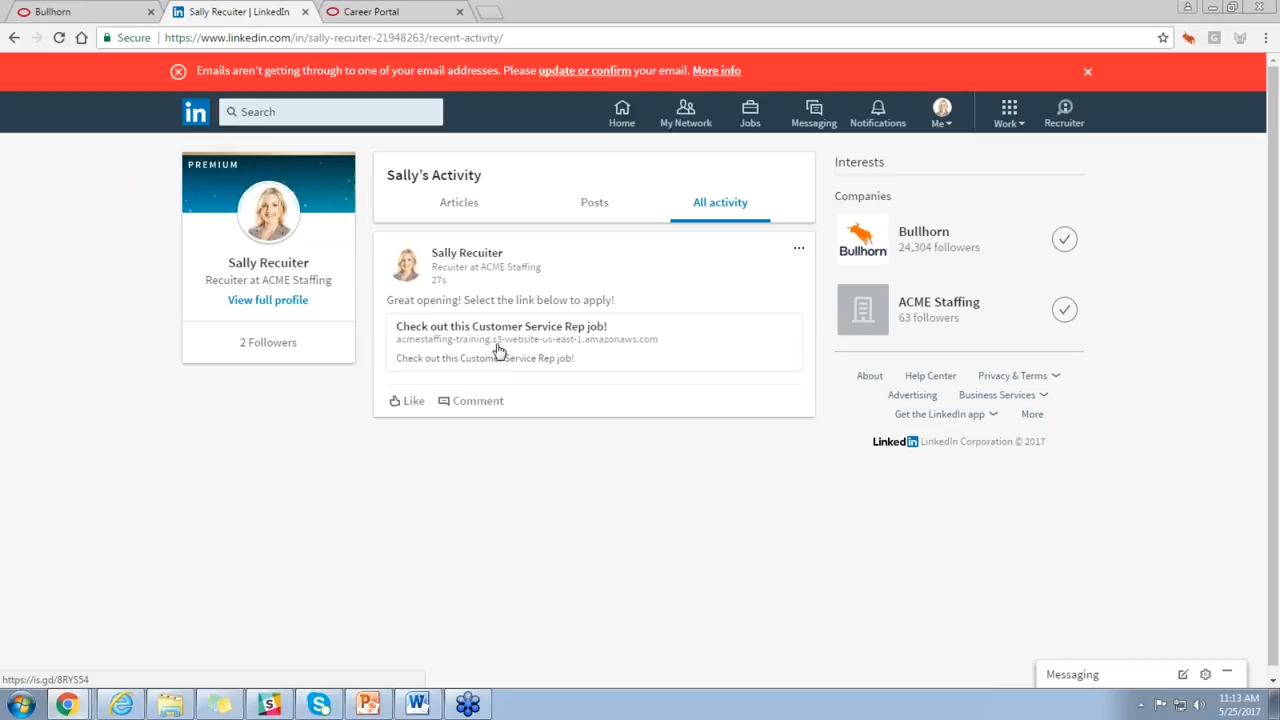 Bullhorn
Sally Recuiter | LinkedIn
Career Portal
Secure https://www.linkedin.com/in/sally-recuiter-21948263/recent-activity/
Emails aren't getting through to one of your email addresses. Please update or confirm your email. More info
in
Search
Home
My Network
Jobs
Messaging
Notifications
Me
Work
Recruiter
PREMIUM
Sally Recuiter
Recuiter at ACME Staffing
View full profile
2 Followers
Sally's Activity
Articles
Posts
All activity
Sally Recuiter
Recuiter at ACME Staffing
27s
Great opening! Select the link below to apply!
Check out this Customer Service Rep job!
acmestaffing-training.s3-website-us-east-1.amazonaws.com
Check out this Customer Service Rep job!
Like
Comment
Interests
Companies
Bullhorn
Bullhorn
24,304 followers
ACME Staffing
63 followers
About
Help Center
Privacy & Terms
Advertising
Business Services
Get the LinkedIn app
More
LinkedIn LinkedIn Corporation © 2017
Messaging
https://is.gd/8RYS54
11:13 AM
5/25/2017